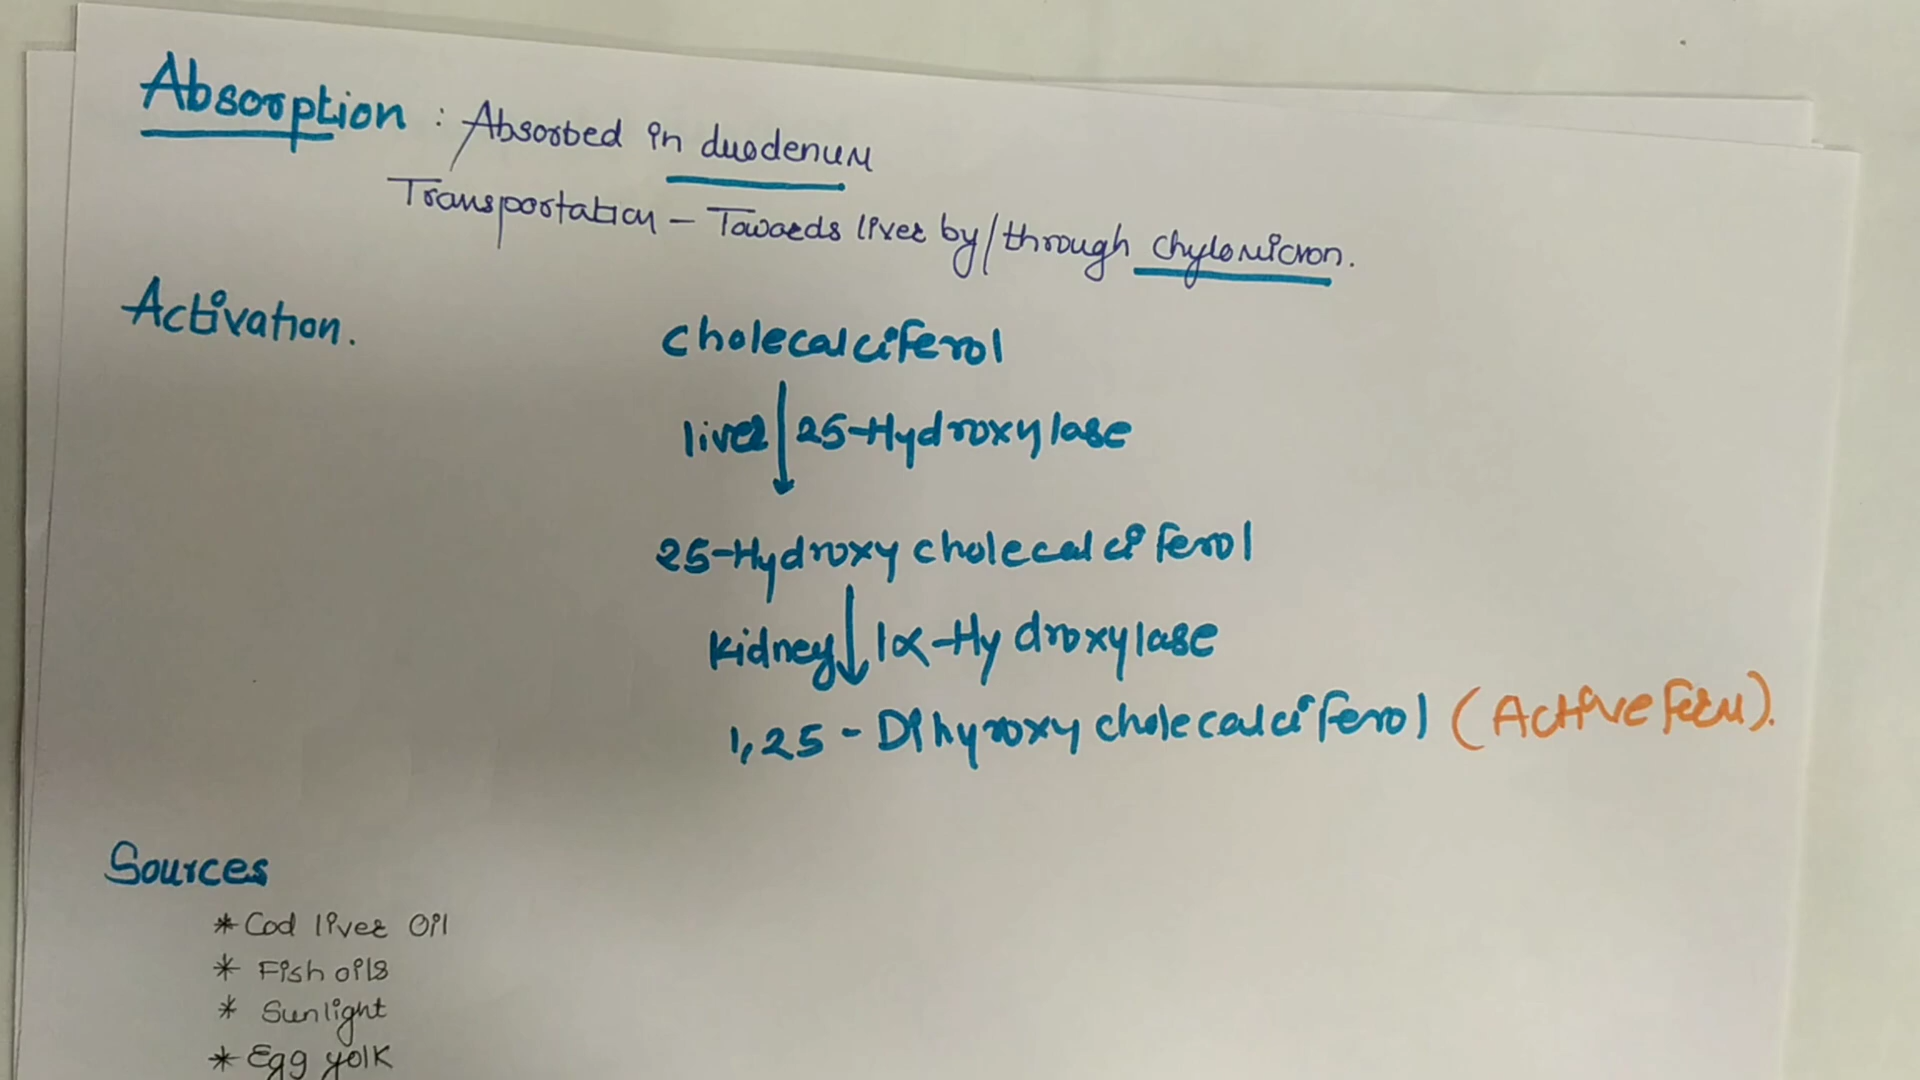 Absorption : Absorbed in duodenum
Transportation - Towards liver by/through chylomicron.
Activation.
cholecalciferol
liver 25-Hydroxylase
25-Hydroxy cholecalciferol
Kidney 1α-Hydroxylase
1,25-Dihyroxy cholecalciferol (Active form).
Sources
* Cod liver oil
* Fish oils
* Sunlight
* Egg yolk